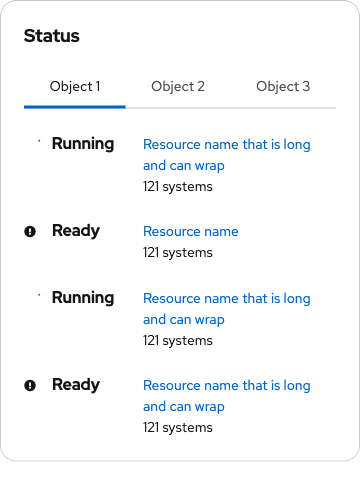 Status
Object 1 Object 2 Object 3
Running Resource name that is long
and can wrap
121 systems
Ready Resource name
121 systems
Running Resource name that is long
and can wrap
121 systems
Ready Resource name that is long
and can wrap
121 systems